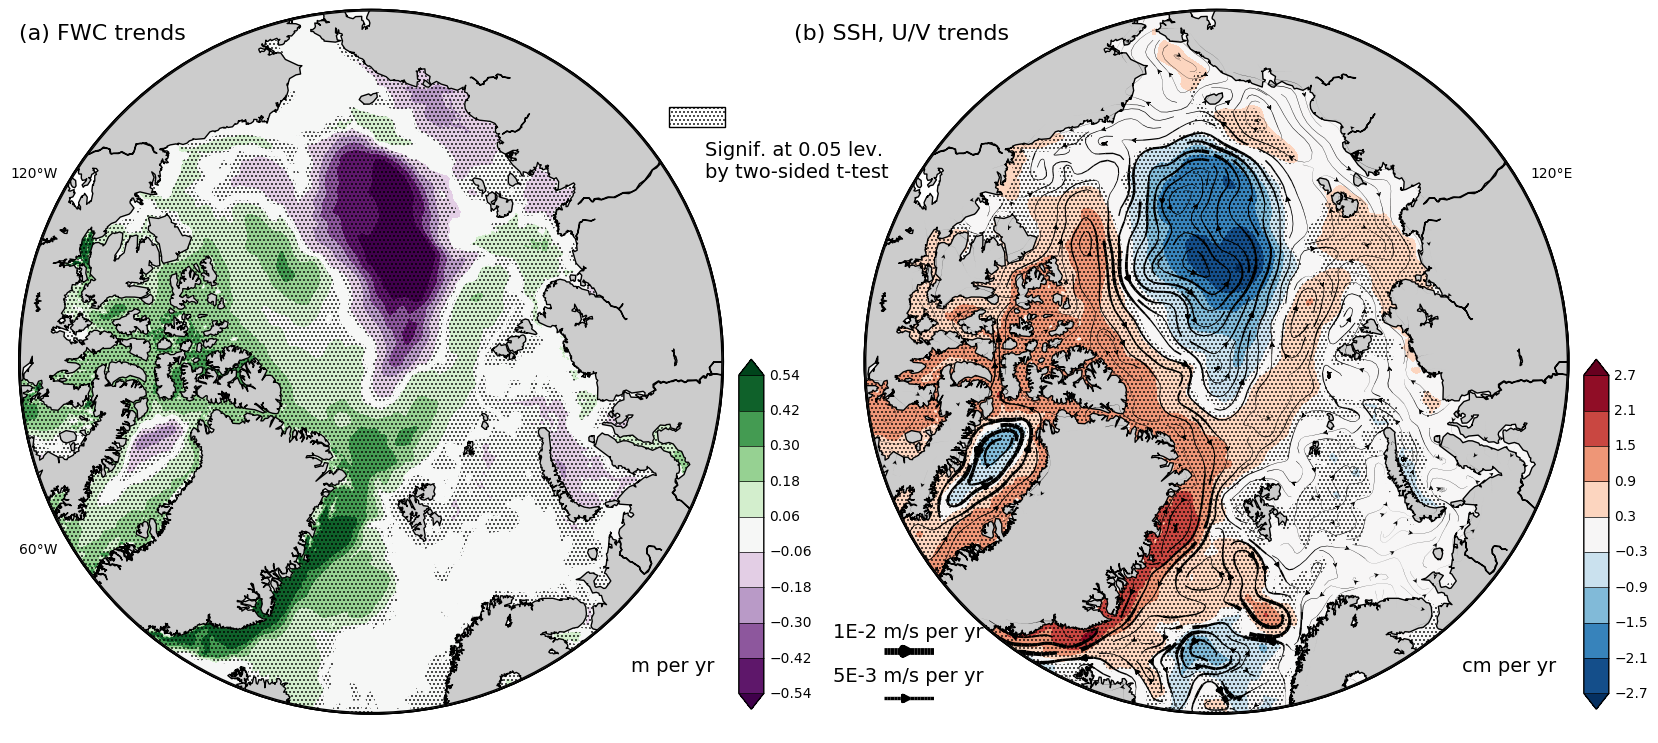 (a) FWC trends
(b) SSH, U/V trends
Signif. at 0.05 lev.
by two-sided t-test
120°W
120°E
60°W
0.54
0.42
0.30
0.18
0.06
−0.06
−0.18
−0.30
−0.42
−0.54
m per yr
1E-2 m/s per yr
5E-3 m/s per yr
2.7
2.1
1.5
0.9
0.3
−0.3
−0.9
−1.5
−2.1
−2.7
cm per yr